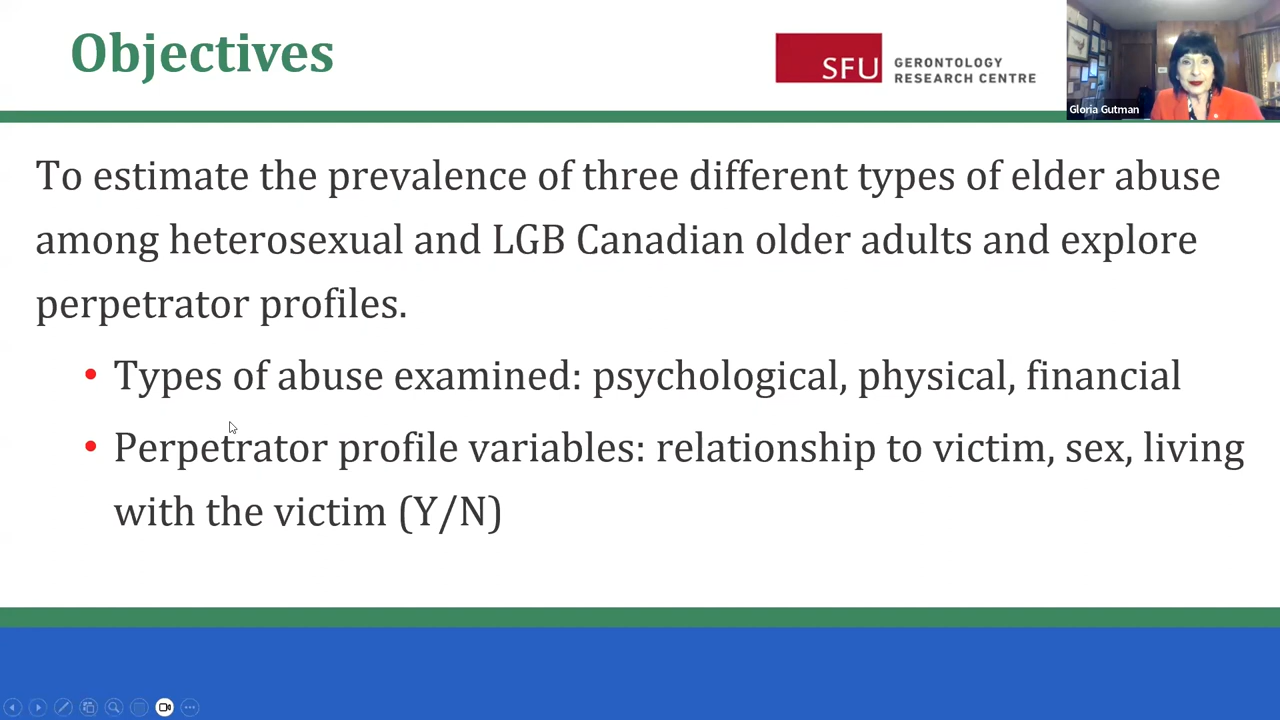 Objectives
SFU
GERONTOLOGY
RESEARCH CENTRE
Gloria Gutman
To estimate the prevalence of three different types of elder abuse
among heterosexual and LGB Canadian older adults and explore
perpetrator profiles.
• Types of abuse examined: psychological, physical, financial
• Perpetrator profile variables: relationship to victim, sex, living
with the victim (Y/N)